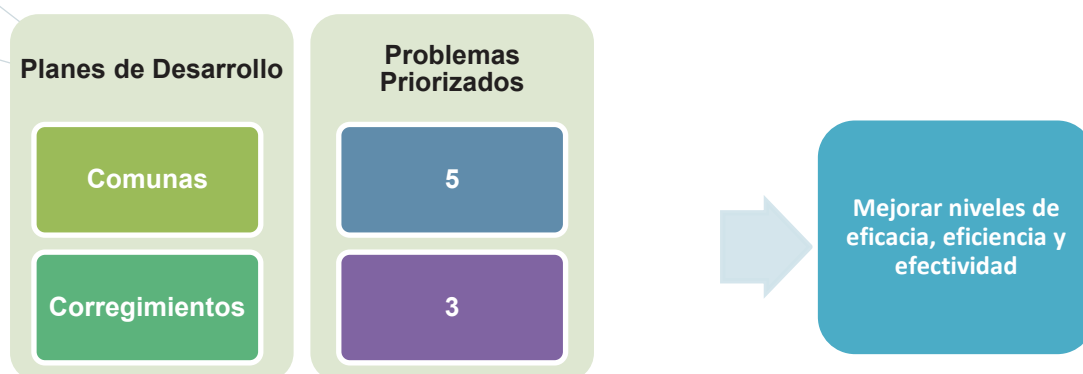 Planes de Desarrollo
Problemas
Priorizados
Comunas
5
Corregimientos
3
Mejorar niveles de
eficacia, eficiencia y
efectividad